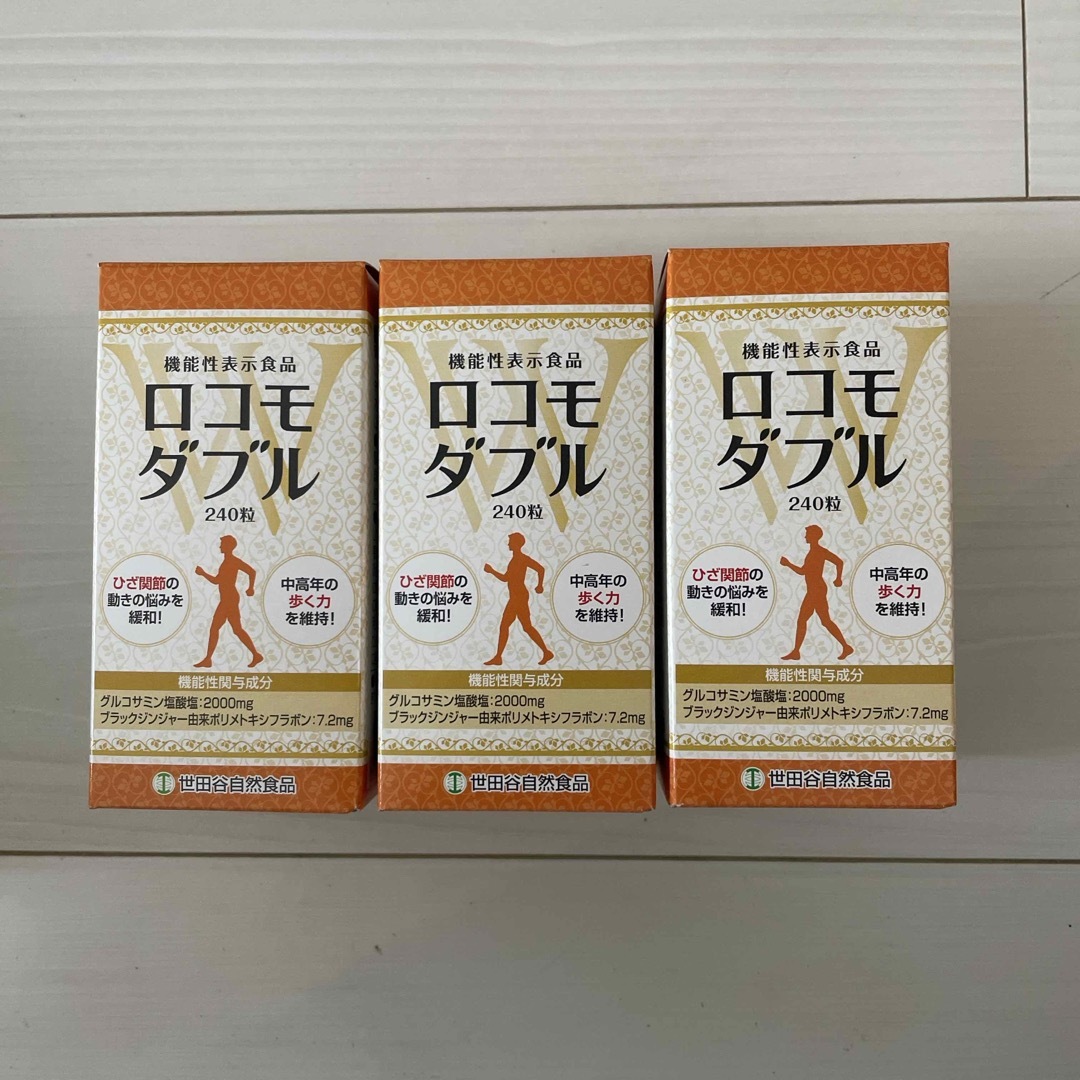 機能性表示食品
ロコモ
ダブル
240粒
ひざ関節の
動きの悩みを
緩和!
中高年の
歩く力
を維持!
機能性関与成分
グルコサミン塩酸塩:2000mg
ブラックジンジャー由来ポリメトキシフラボン:7.2mg
世田谷自然食品
機能性表示食品
ロコモ
ダブル
240粒
ひざ関節の
動きの悩みを
緩和!
中高年の
歩く力
を維持!
機能性関与成分
グルコサミン塩酸塩:2000mg
ブラックジンジャー由来ポリメトキシフラボン:7.2mg
世田谷自然食品
機能性表示食品
ロコモ
ダブル
240粒
ひざ関節の
動きの悩みを
緩和!
中高年の
歩く力
を維持!
機能性関与成分
グルコサミン塩酸塩:2000mg
ブラックジンジャー由来ポリメトキシフラボン:7.2mg
世田谷自然食品